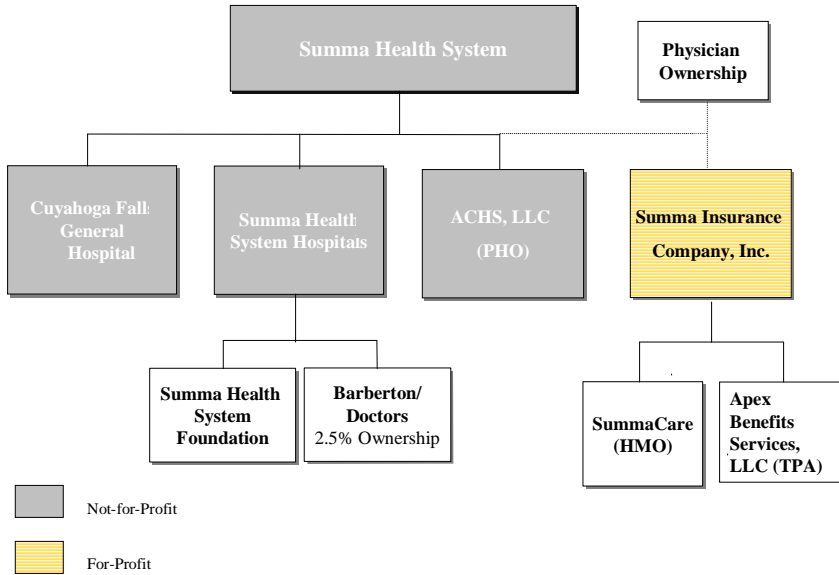 Summa Health System
Physician
Ownership
Cuyahoga Falls
General
Hospital
Summa Health
System Hospitals
ACHS, LLC
(PHO)
Summa Insurance
Company, Inc.
Summa Health
System
Foundation
Barberton/
Doctors
2.5% Ownership
SummaCare
(HMO)
Apex
Benefits
Services,
LLC (TPA)
Not-for-Profit
For-Profit